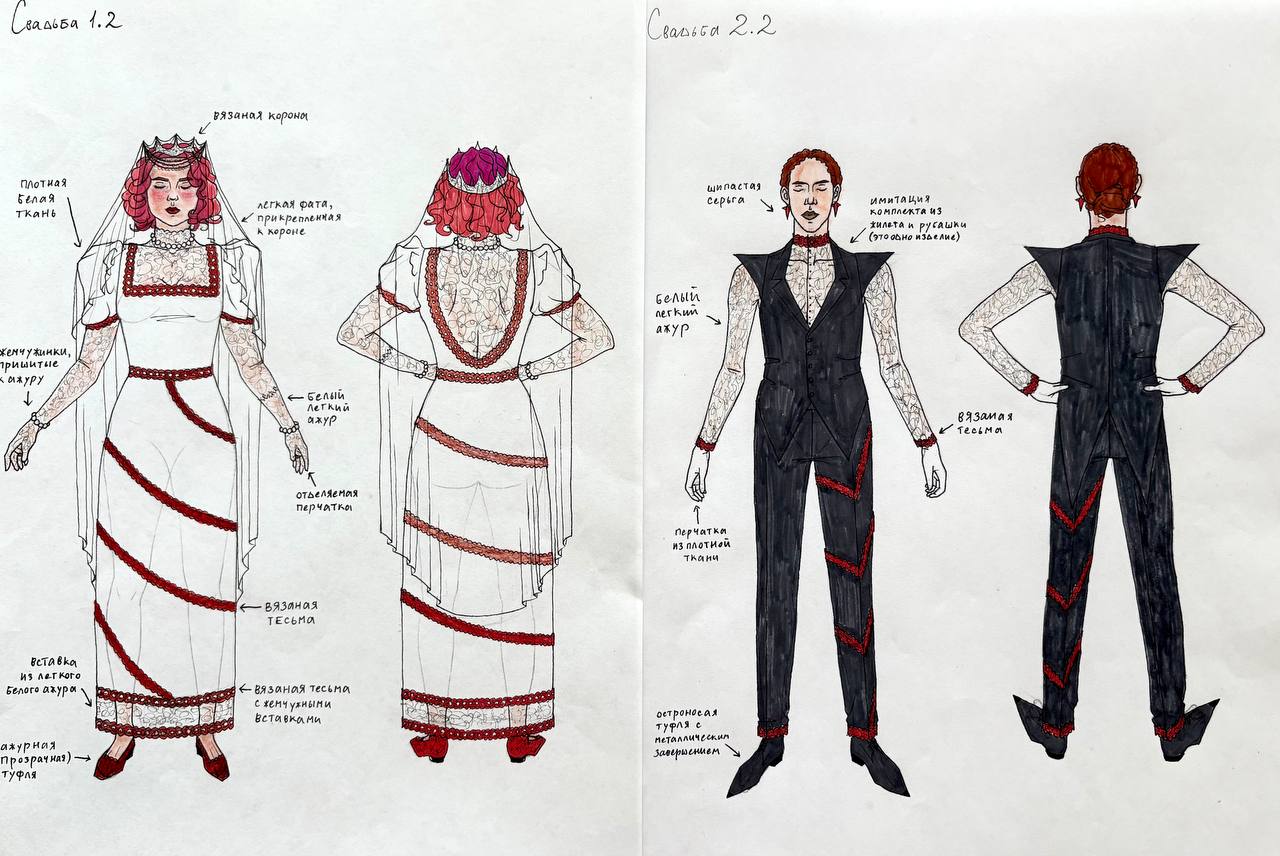 Свадьба 1.2
вязаная корона
плотная
белая
ткань
легкая фата,
прикрепленная
к короне
жемчужинки,
пришитые
к ажуру
белый
легкий
ажур
отделяемая
перчатка
вязаная
тесьма
вставка
из легкого
белого ажура
вязаная тесьма
с жемчужными
вставками
ажурная
(прозрачная)
туфля
Свадьба 2.2
шипастая
серьга
имитация
комплекта из
жилета и рубашки
(это одно изделие)
белый
легкий
ажур
вязаная
тесьма
перчатка
из плотной
ткани
остроносая
туфля с
металлическим
завершением